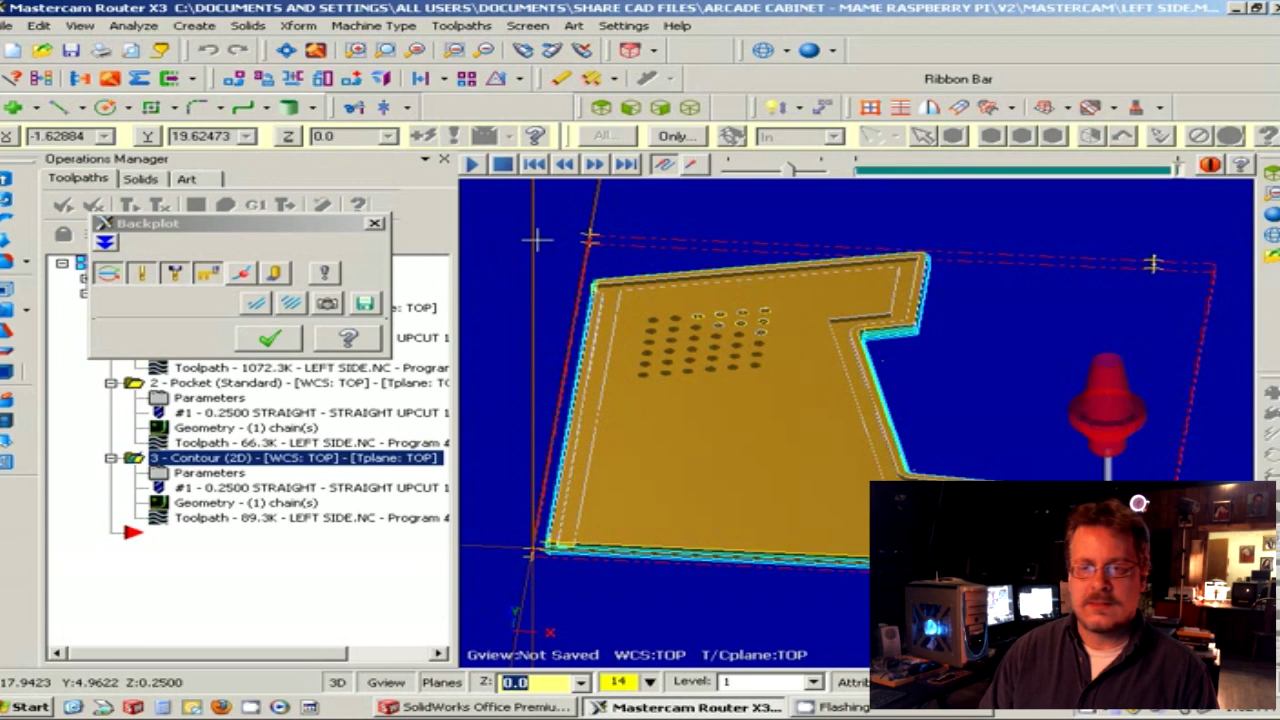 Mastercam Router X3 C:\DOCUMENTS AND SETTINGS\ALL USERS\DOCUMENTS\SHARE CAD FILES\ARCADE CABINET - MAME RASPBERRY PI\V2\MASTERCAM\LEFT SIDE.M...
ile Edit View Analyze Create Solids Xform Machine Type Toolpaths Screen Art Settings Help
Ribbon Bar
X -1.62884 Y 19.62473 Z 0.0 All... Only... In
Operations Manager
Toolpaths Solids Art
G1
Backplot
e: TOP]
UPCUT 1
Toolpath - 1072.3K - LEFT SIDE.NC - Program
2 - Pocket (Standard) - [WCS: TOP] - [Tplane: TO
Parameters
#1 - 0.2500 STRAIGHT - STRAIGHT UPCUT 1
Geometry - (1) chain(s)
Toolpath - 66.3K - LEFT SIDE.NC - Program 4
3 - Contour (2D) - [WCS: TOP] - [Tplane: TOP]
Parameters
#1 - 0.2500 STRAIGHT - STRAIGHT UPCUT 1
Geometry - (1) chain(s)
Toolpath - 89.3K - LEFT SIDE.NC - Program 4
X
Gview:Not Saved WCS:TOP T/Cplane:TOP
17.9423 Y:4.9622 Z:0.2500 3D Gview Planes Z: 0.0 14 Level: 1 Attrib
Start SolidWorks Office Premiu... Mastercam Router X3... Flashing